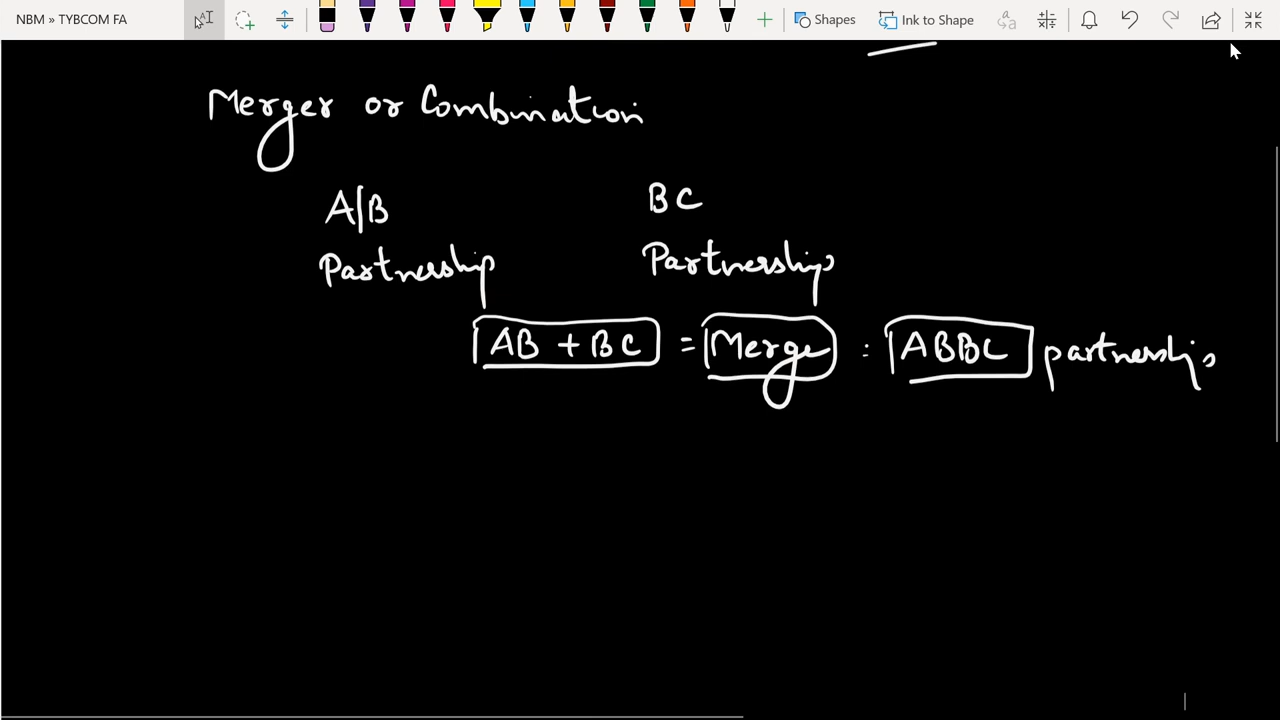 NBM » TYBCOM FA
Shapes
Ink to Shape
Merger or Combination
A|B BC
Partnership Partnership
AB + BC = Merge : ABBC partnership